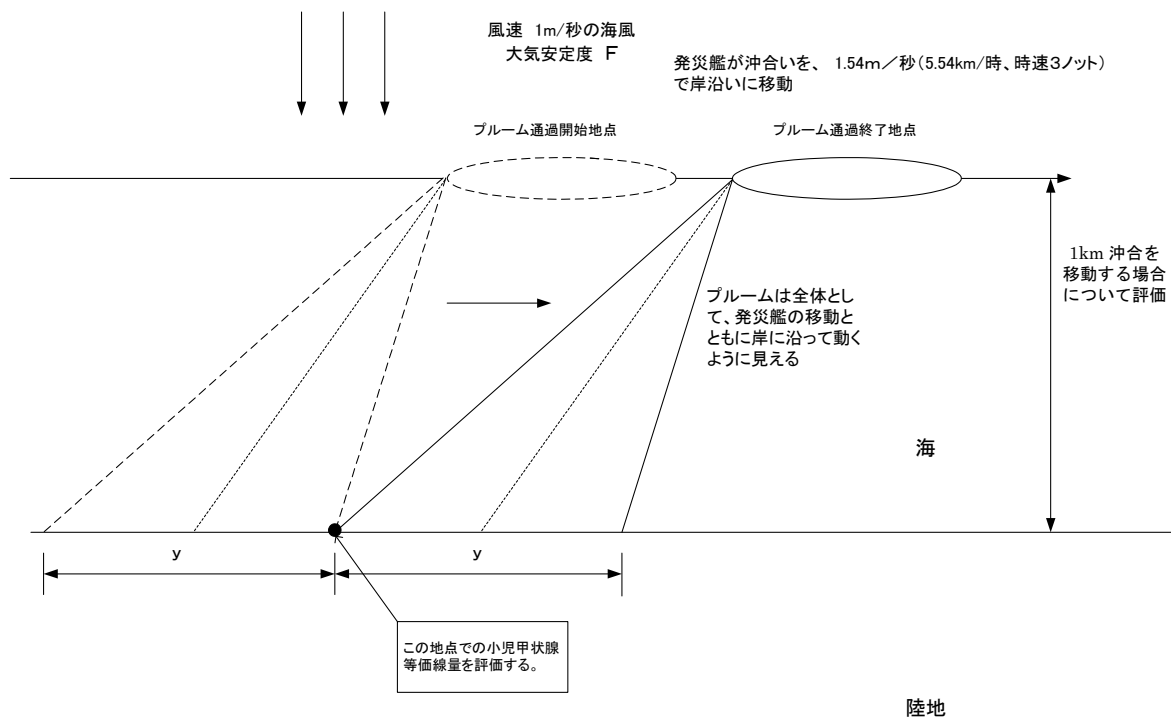 風速 1m/秒の海風
大気安定度 F
発災艦が沖合いを、 1.54m/秒(5.54km/時、時速3ノット)
で岸沿いに移動
プルーム通過開始地点
プルーム通過終了地点
1km 沖合を
移動する場合
について評価
プルームは全体とし
て、発災艦の移動と
ともに岸に沿って動く
ように見える
海
y
y
この地点での小児甲状腺
等価線量を評価する。
陸地